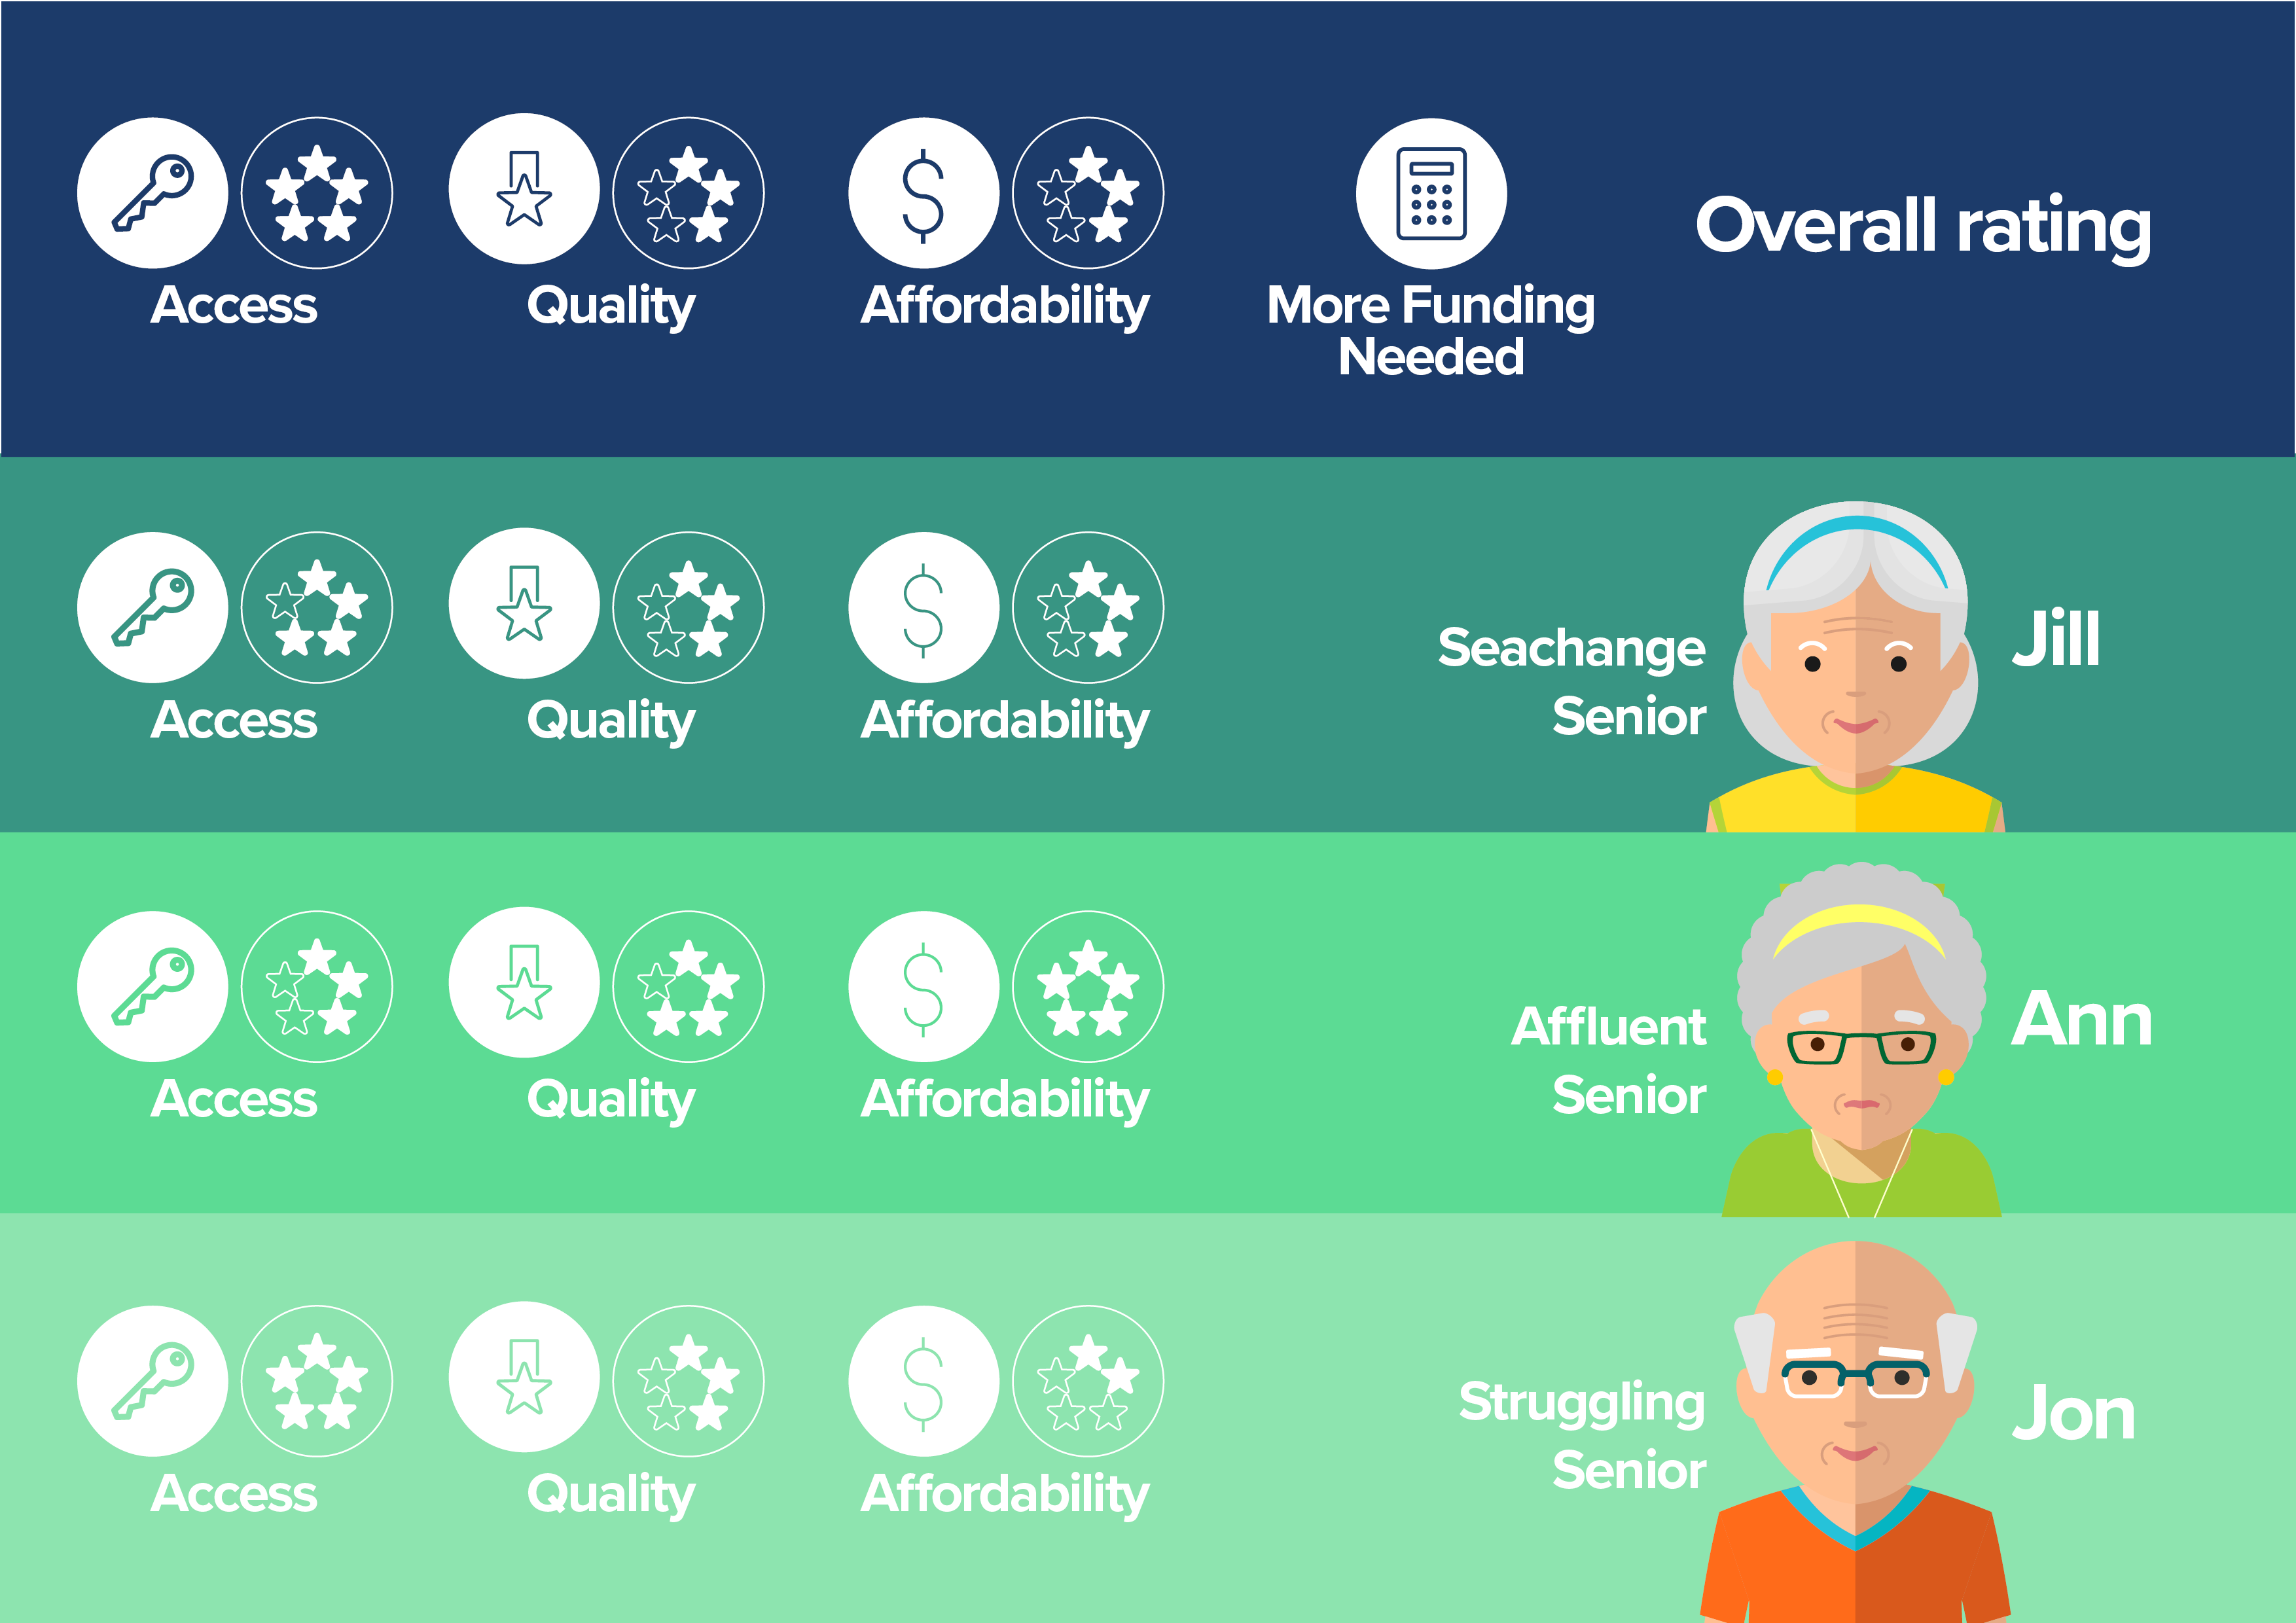 Access
Quality
Affordability
More Funding
Needed
Overall rating
Access
Quality
Affordability
Seachange
Senior
Jill
Access
Quality
Affordability
Affluent
Senior
Ann
Access
Quality
Affordability
Struggling
Senior
Jon